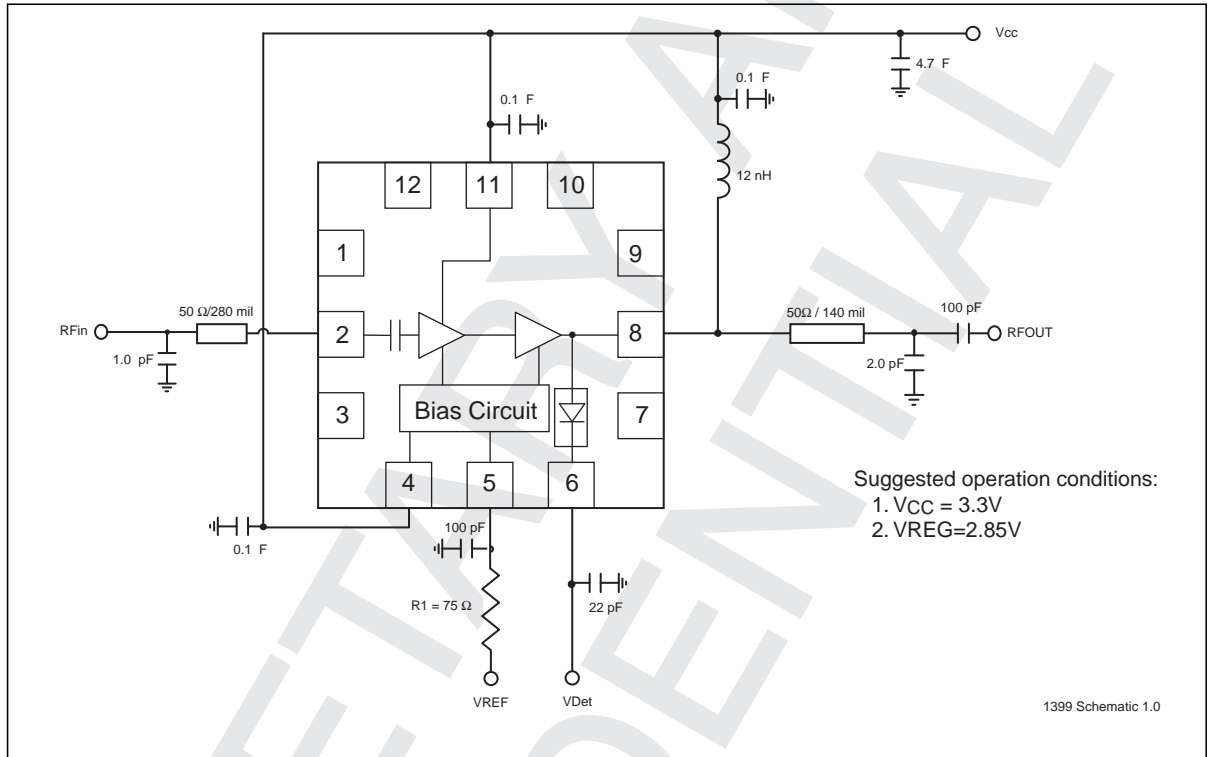 Vcc
4.7 F
0.1 F
0.1 F
12 nH
12
11
10
1
9
50 Ω/280 mil
RFin
2
8
50Ω / 140 mil
100 pF
RFOUT
1.0 pF
2.0 pF
3
Bias Circuit
7
4
5
6
Suggested operation conditions:
1. VCC = 3.3V
2. VREG=2.85V
0.1 F
100 pF
R1 = 75 Ω
22 pF
VREF
VDet
1399 Schematic 1.0